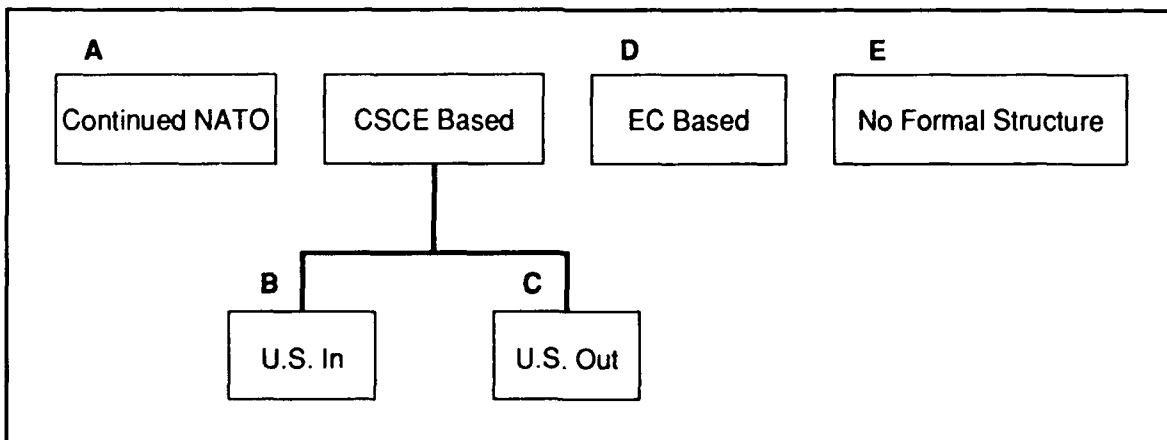 A
D
E
Continued NATO
CSCE Based
EC Based
No Formal Structure
B
C
U.S. In
U.S. Out